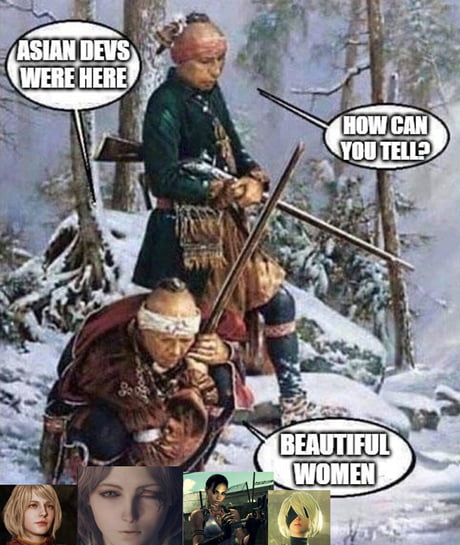 ASIAN DEVS
WERE HERE
HOW CAN
YOU TELL?
BEAUTIFUL
WOMEN